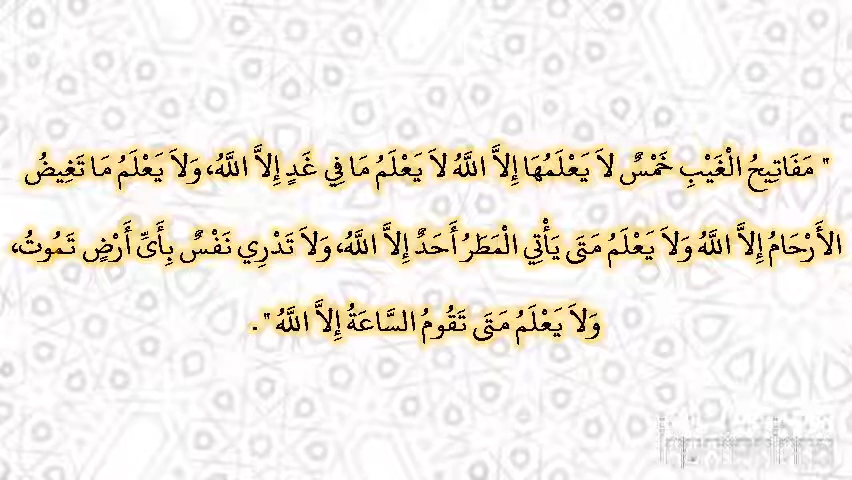 " مَفَاتِيحُ الْغَيْبِ خَمْسٌ لاَ يَعْلَمُهَا إِلاَّ اللَّهُ لاَ يَعْلَمُ مَا فِي غَدٍ إِلاَّ اللَّهُ، وَلاَ يَعْلَمُ مَا تَغِيضُ
الأَرْحَامُ إِلاَّ اللَّهُ وَلاَ يَعْلَمُ مَتَى يَأْتِي الْمَطَرُ أَحَدٌ إِلاَّ اللَّهُ، وَلاَ تَدْرِي نَفْسٌ بِأَىِّ أَرْضٍ تَمُوتُ،
وَلاَ يَعْلَمُ مَتَى تَقُومُ السَّاعَةُ إِلاَّ اللَّهُ ".